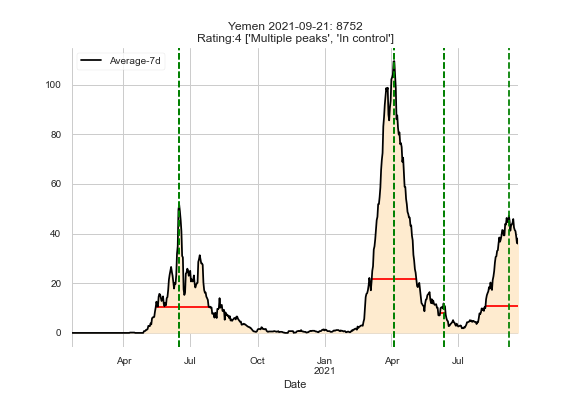 Yemen 2021-09-21: 8752
Rating:4 ['Multiple peaks', 'In control']
Average-7d
100
80
60
40
20
0
Apr
Jul
Oct
Jan
2021
Apr
Jul
Date